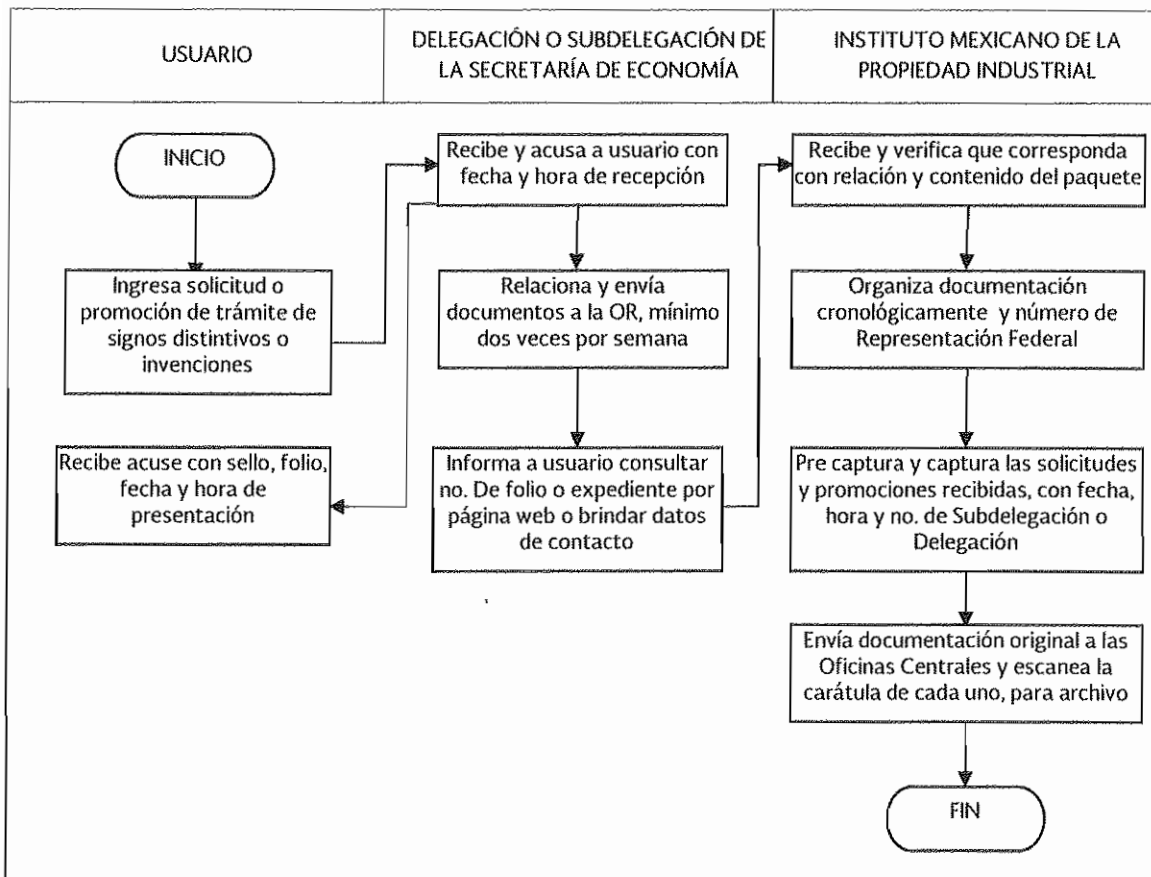 USUARIO
DELEGACIÓN O SUBDELEGACIÓN DE
LA SECRETARÍA DE ECONOMÍA
INSTITUTO MEXICANO DE LA
PROPIEDAD INDUSTRIAL
INICIO
Ingresa solicitud o
promoción de trámite de
signos distintivos o
invenciones
Recibe acuse con sello, folio,
fecha y hora de
presentación
Recibe y acusa a usuario con
fecha y hora de recepción
Relaciona y envía
documentos a la OR, mínimo
dos veces por semana
Informa a usuario consultar
no. De folio o expediente por
página web o brindar datos
de contacto
Recibe y verifica que corresponda
con relación y contenido del paquete
Organiza documentación
cronológicamente y número de
Representación Federal
Pre captura y captura las solicitudes
y promociones recibidas, con fecha,
hora y no. de Subdelegación o
Delegación
Envía documentación original a las
Oficinas Centrales y escanea la
carátula de cada uno, para archivo
FIN